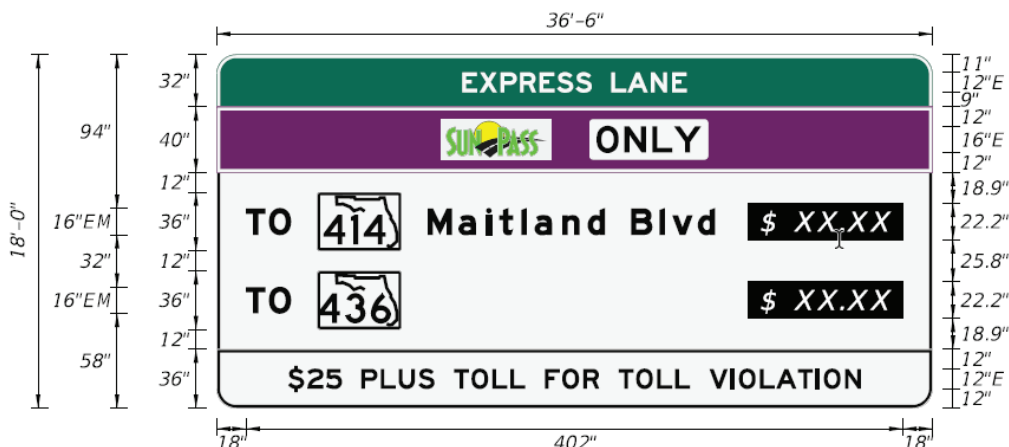 36'-6"
EXPRESS LANE
SUNPASS ONLY
TO 414 Maitland Blvd $ XX.XX
TO 436 $ XX.XX
$25 PLUS TOLL FOR TOLL VIOLATION
18'-0"
94"
16"EM
32"
16"EM
58"
32"
40"
12"
36"
12"
36"
12"
36"
11"
12"E
9"
12"
16"E
12"
18.9"
22.2"
25.8"
22.2"
18.9"
12"
12"E
12"
18" 402" 18"